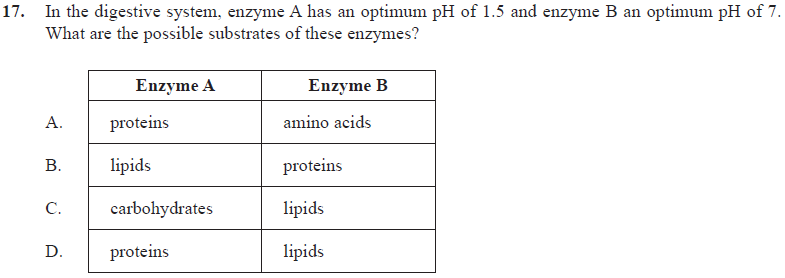 17. In the digestive system, enzyme A has an optimum pH of 1.5 and enzyme B an optimum pH of 7.
What are the possible substrates of these enzymes?
Enzyme A Enzyme B
A. proteins amino acids
B. lipids proteins
C. carbohydrates lipids
D. proteins lipids